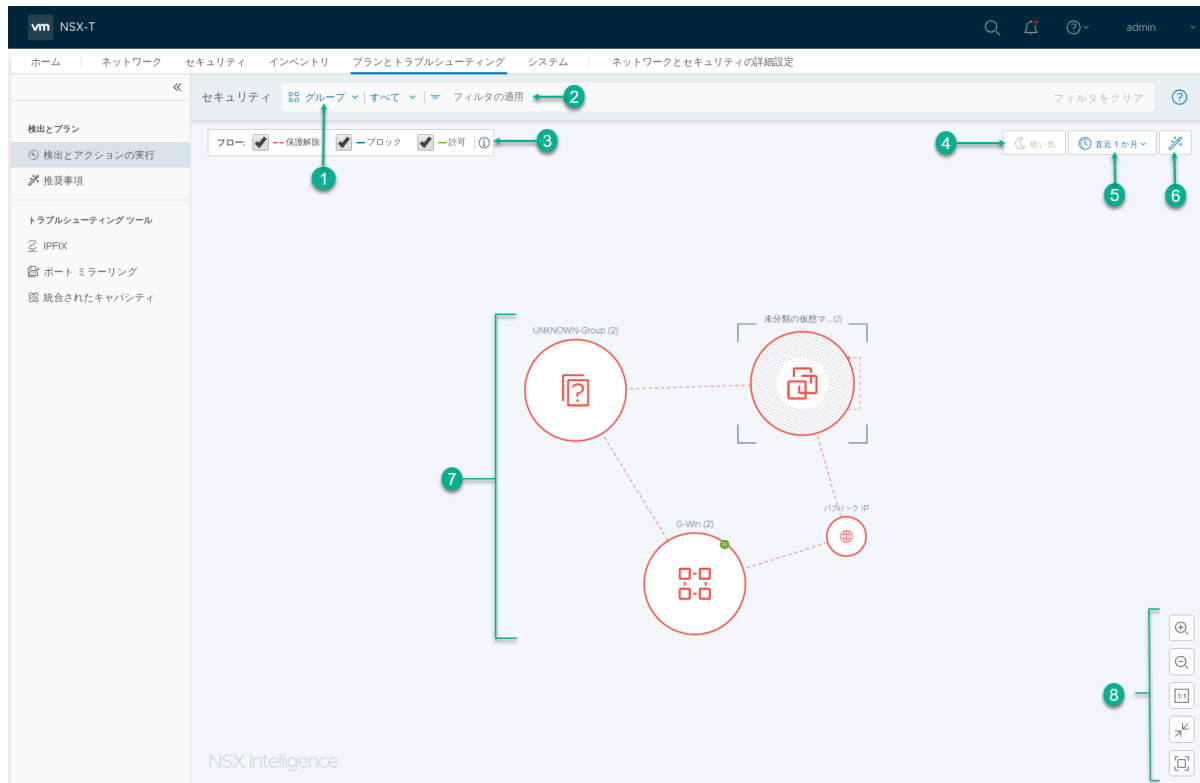 vm NSX-T admin
ホーム ネットワーク セキュリティ インベントリ プランとトラブルシューティング システム ネットワークとセキュリティの詳細設定
検出とプラン
検出とアクションの実行
推奨事項
トラブルシューティング ツール
IPFIX
ポート ミラーリング
統合されたキャパシティ
セキュリティ グループ すべて フィルタの適用 2 フィルタをクリア
フロー: 保護解除 ブロック 許可 3
1
4 暗い色 直近 1 か月
5 6
7
UNKNOWN-Group (2)
未分類の仮想マ...(2)
パブリック IP
G-Win (2)
8
1:1
NSX Intelligence